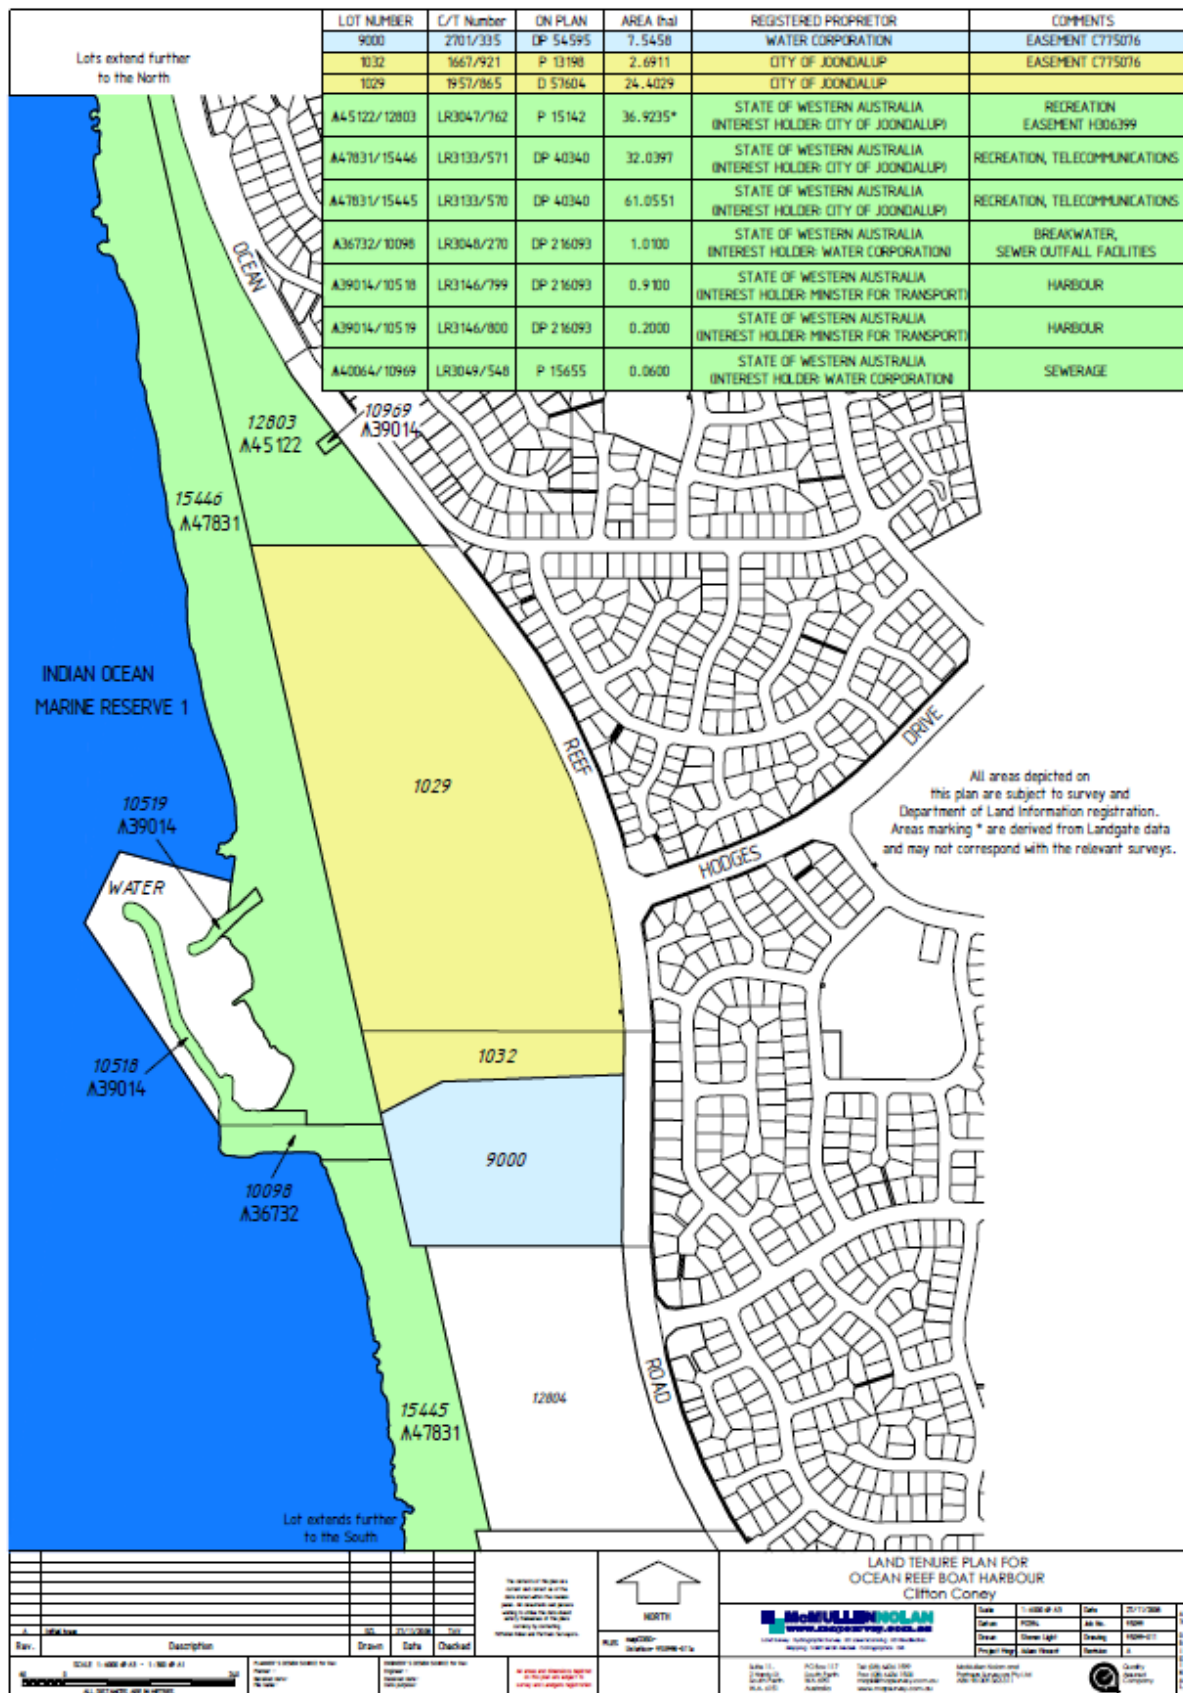 LOT NUMBER C/T Number ON PLAN AREA (ha) REGISTERED PROPRIETOR COMMENTS
9000 2701/335 DP 54595 7.5458 WATER CORPORATION EASEMENT C775076
1032 1667/921 P 13198 2.6911 CITY OF JOONDALUP EASEMENT C775076
1029 1957/865 D 57604 24.4029 CITY OF JOONDALUP
A45122/12803 LR3047/762 P 15142 36.9235* STATE OF WESTERN AUSTRALIA RECREATION
(INTEREST HOLDER: CITY OF JOONDALUP) EASEMENT H306399
A47831/15446 LR3133/571 DP 40340 32.0397 STATE OF WESTERN AUSTRALIA RECREATION, TELECOMMUNICATIONS
(INTEREST HOLDER: CITY OF JOONDALUP)
A47831/15445 LR3133/570 DP 40340 61.0551 STATE OF WESTERN AUSTRALIA RECREATION, TELECOMMUNICATIONS
(INTEREST HOLDER: CITY OF JOONDALUP)
A36732/10098 LR3048/270 DP 216093 1.0100 STATE OF WESTERN AUSTRALIA BREAKWATER,
(INTEREST HOLDER: WATER CORPORATION) SEWER OUTFALL FACILITIES
A39014/10518 LR3146/799 DP 216093 0.9100 STATE OF WESTERN AUSTRALIA HARBOUR
(INTEREST HOLDER: MINISTER FOR TRANSPORT)
A39014/10519 LR3146/800 DP 216093 0.2000 STATE OF WESTERN AUSTRALIA HARBOUR
(INTEREST HOLDER: MINISTER FOR TRANSPORT)
A40064/10969 LR3049/548 P 15655 0.0600 STATE OF WESTERN AUSTRALIA SEWERAGE
(INTEREST HOLDER: WATER CORPORATION)
Lots extend further
to the North
OCEAN
10969
A39014
12803
A45122
15446
A47831
INDIAN OCEAN
MARINE RESERVE 1
REEF
DRIVE
1029
All areas depicted on
this plan are subject to survey and
Department of Land Information registration.
Areas marking * are derived from Landgate data
and may not correspond with the relevant surveys.
10519
A39014
HODGES
WATER
1032
10518
A39014
9000
10098
A36732
ROAD
12804
15445
A47831
Lot extends further
to the South
LAND TENURE PLAN FOR
OCEAN REEF BOAT HARBOUR
Clifton Coney
NORTH
McMULLEN NOLAN
Rev. Description Drawn Date Checked
Scale Date
Quality
Company